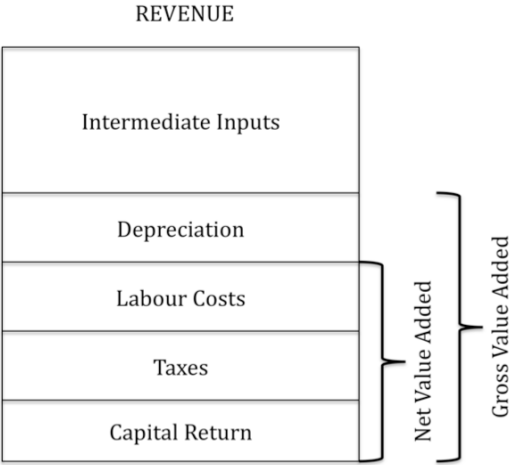 REVENUE
Intermediate Inputs
Depreciation
Labour Costs
Taxes
Capital Return
Net Value Added
Gross Value Added